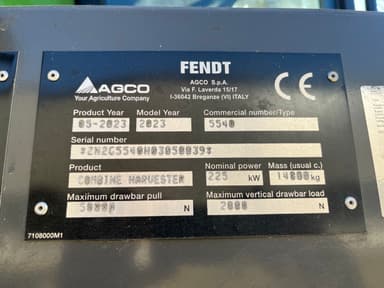 FENDT
AGCO
Your Agriculture Company
AGCO S.p.A.
Via F. Laverda 15/17
I-36042 Breganze (VI) ITALY
CE
Product Year Model Year Commercial number/Type
05-2023 2023 5540
Serial number
Product Nominal power Mass (usual c.)
COMBINE HARVESTER 225 kW 14800 kg
Maximum drawbar pull Maximum vertical drawbar load
N 2000 N
7108000M1